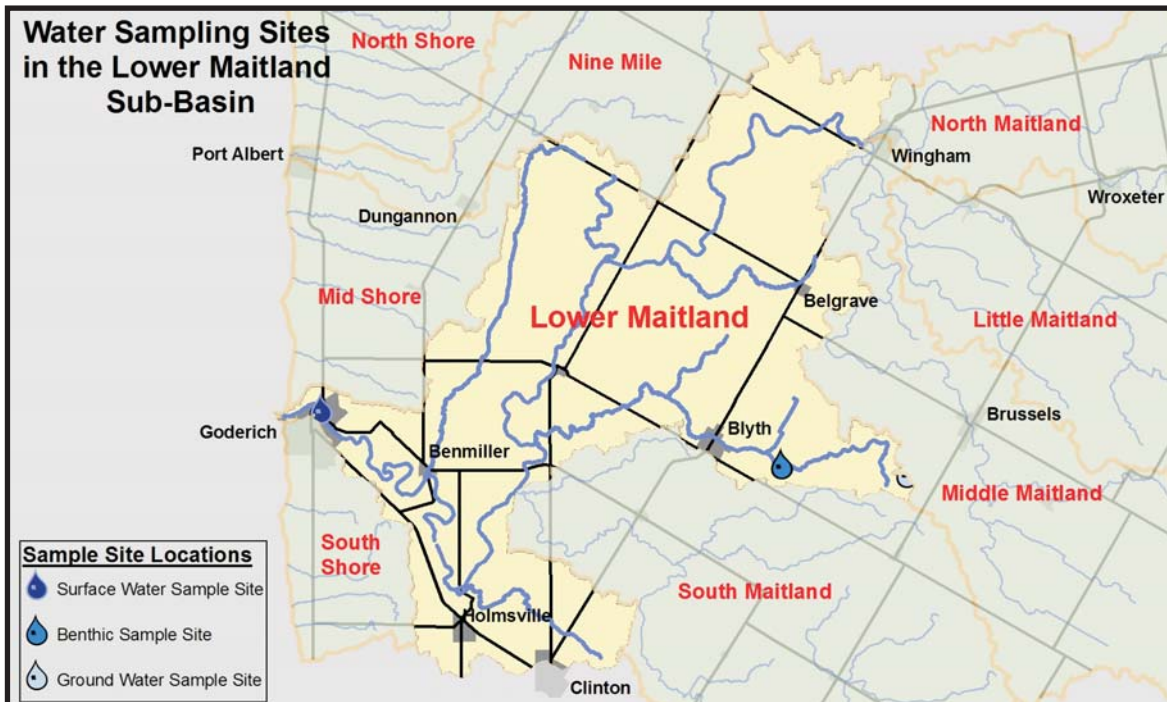 Water Sampling Sites
in the Lower Maitland
Sub-Basin
North Shore
Nine Mile
North Maitland
Port Albert
Wingham
Wroxeter
Dungannon
Mid Shore
Belgrave
Lower Maitland
Little Maitland
Goderich
Blyth
Brussels
Benmiller
Middle Maitland
South
Shore
South Maitland
Holmsville
Clinton
Sample Site Locations
Surface Water Sample Site
Benthic Sample Site
Ground Water Sample Site